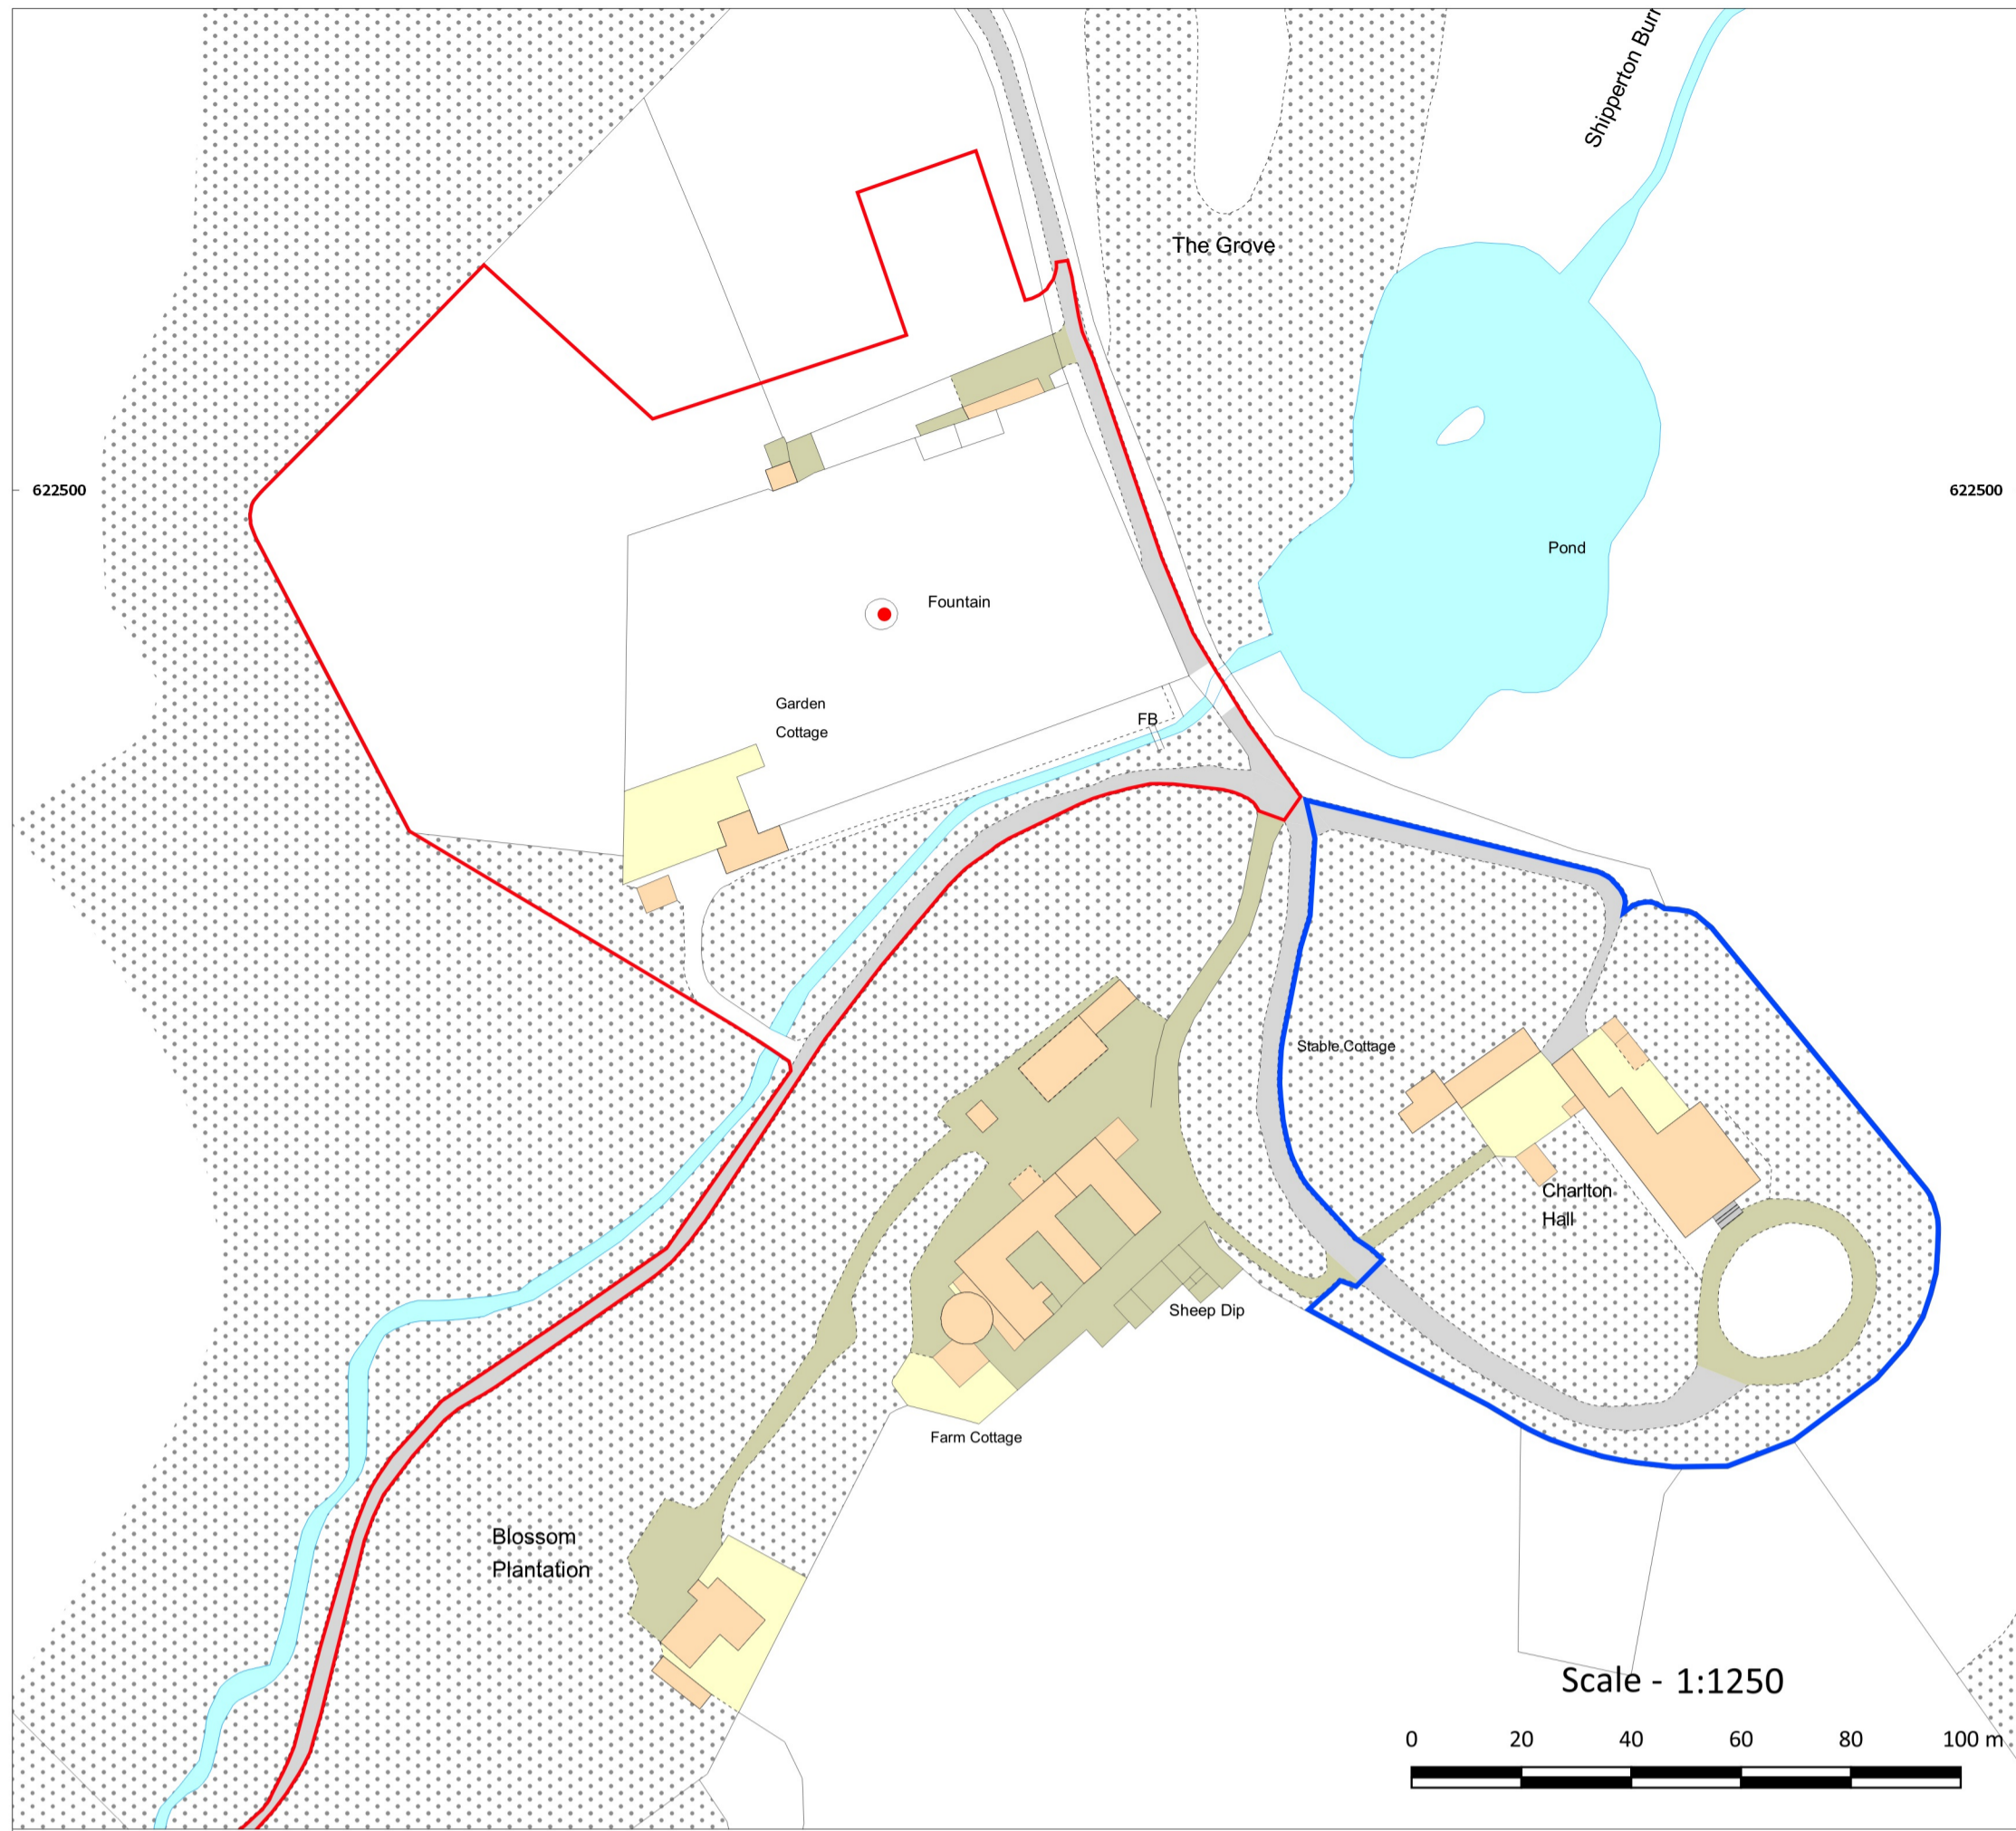 Shipperton Burn
The Grove
622500
622500
Pond
Fountain
Garden
Cottage
FB
Stable Cottage
Charlton
Hall
Sheep Dip
Farm Cottage
Blossom
Plantation
Scale - 1:1250
0 20 40 60 80 100 m